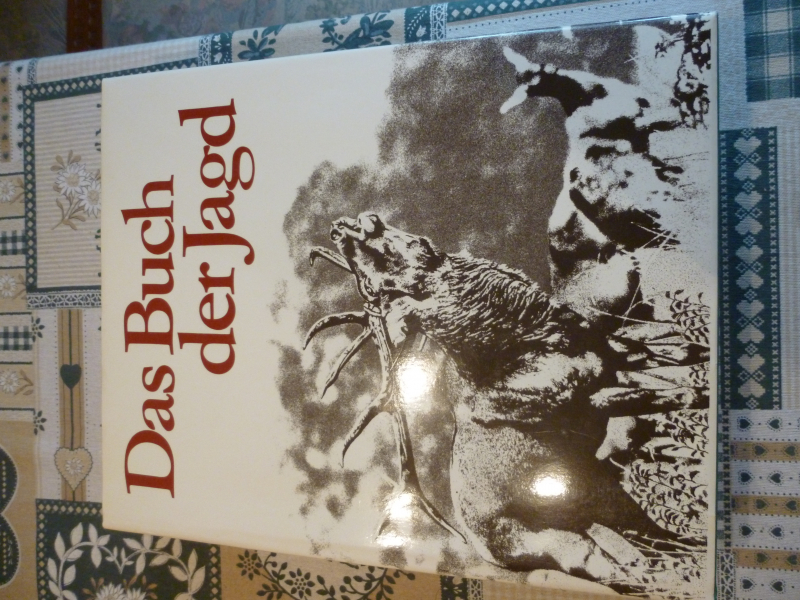 Das Buch
der Jagd